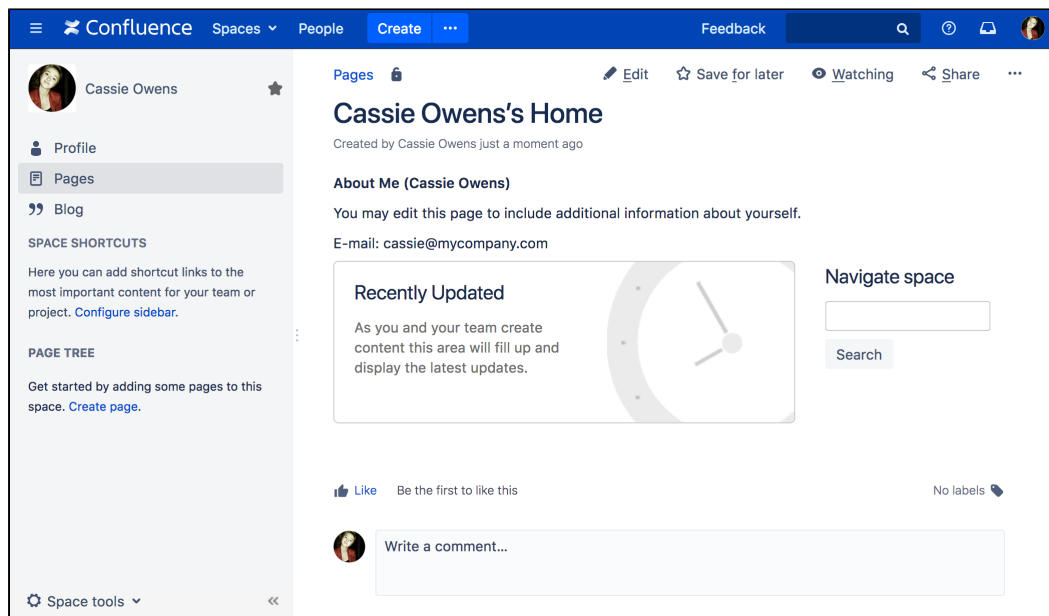 Confluence Spaces People Create ··· Feedback
Cassie Owens
Profile
Pages
Blog
SPACE SHORTCUTS
Here you can add shortcut links to the
most important content for your team or
project. Configure sidebar.
PAGE TREE
Get started by adding some pages to this
space. Create page.
Space tools
Pages Edit Save for later Watching Share ···
Cassie Owens's Home
Created by Cassie Owens just a moment ago
About Me (Cassie Owens)
You may edit this page to include additional information about yourself.
E-mail: cassie@mycompany.com
Recently Updated
As you and your team create
content this area will fill up and
display the latest updates.
Navigate space
Search
Like Be the first to like this No labels
Write a comment...